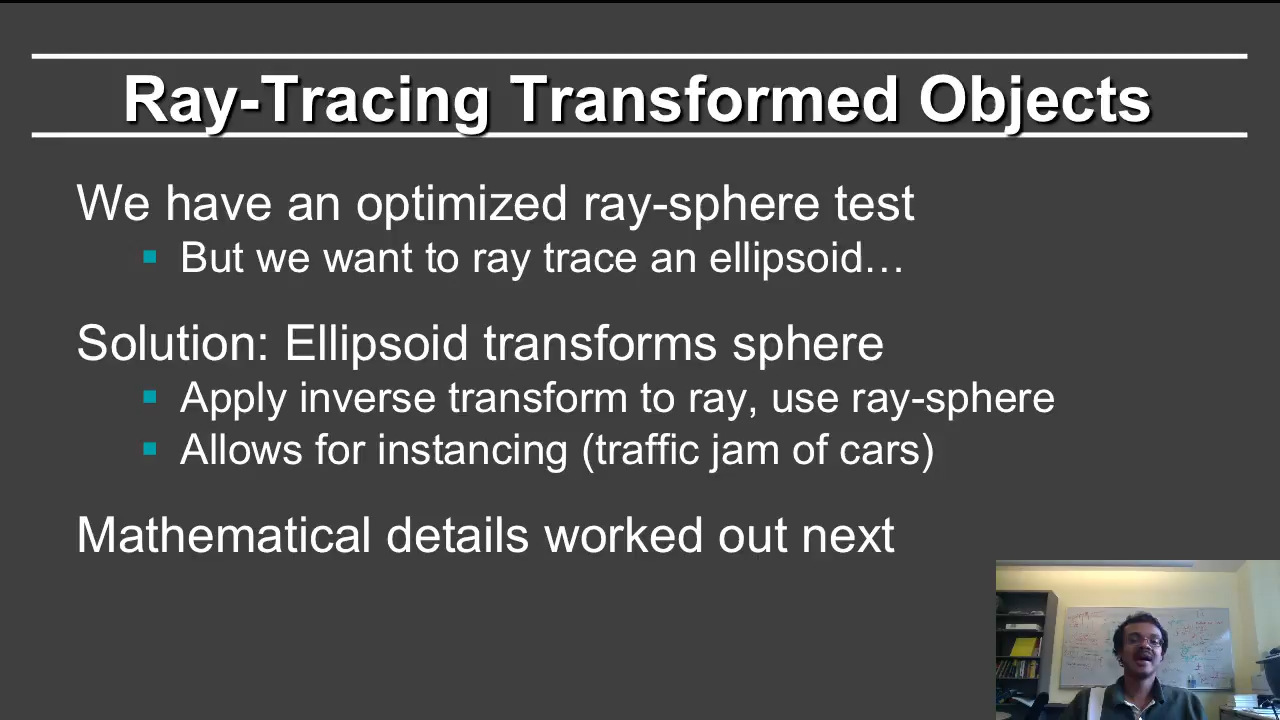 Ray-Tracing Transformed Objects
We have an optimized ray-sphere test
But we want to ray trace an ellipsoid…
Solution: Ellipsoid transforms sphere
Apply inverse transform to ray, use ray-sphere
Allows for instancing (traffic jam of cars)
Mathematical details worked out next